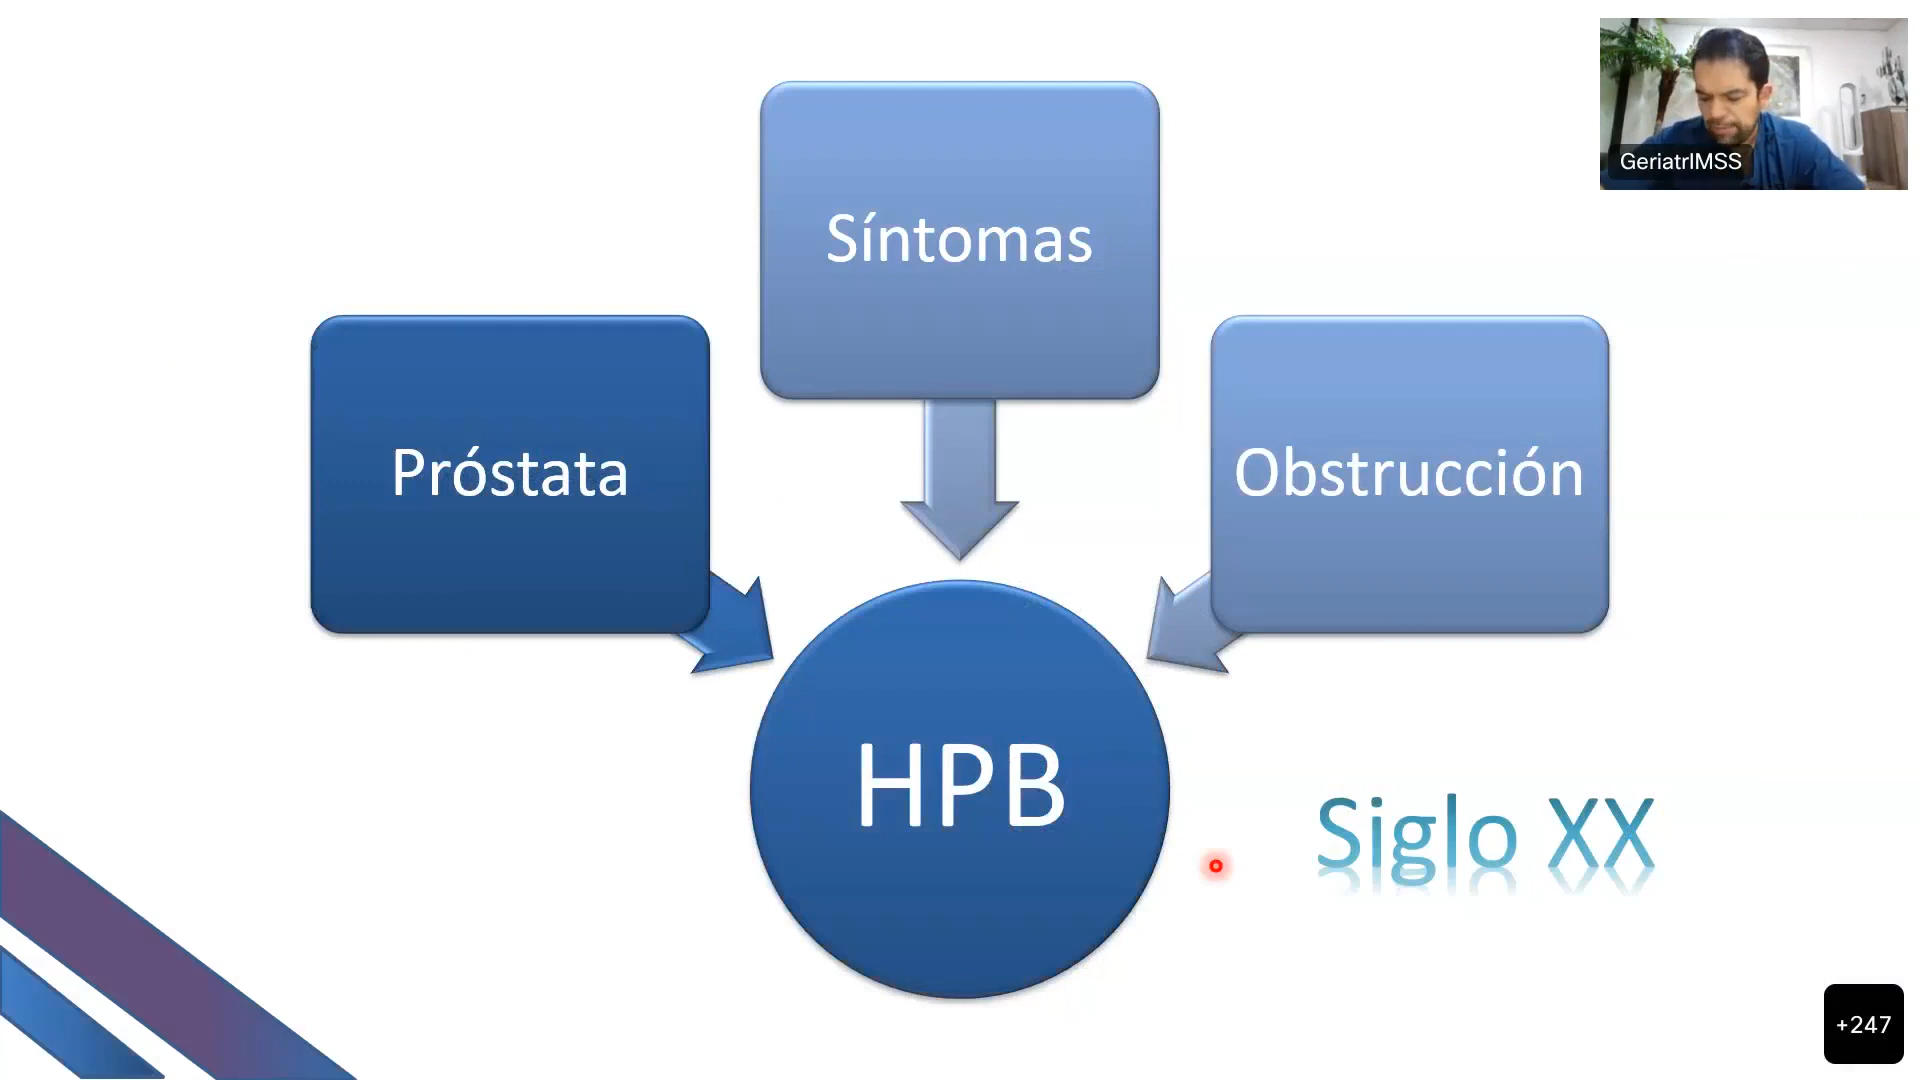 GeriatrIMSS
Síntomas
Próstata
Obstrucción
HPB
Siglo XX
+247